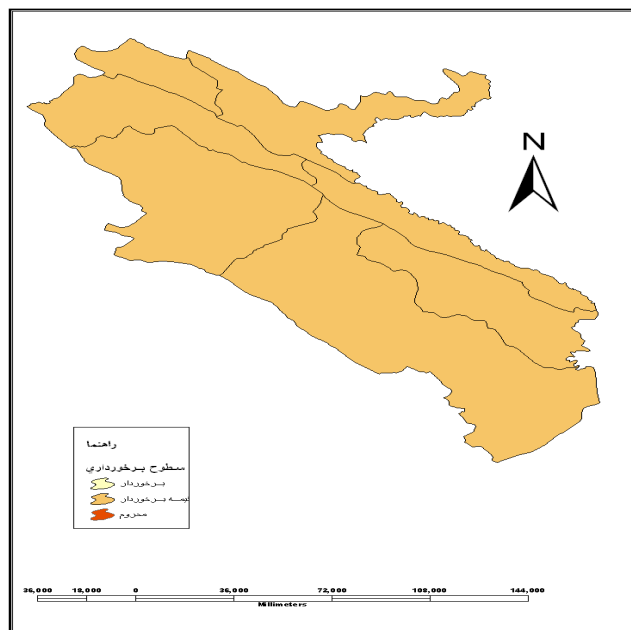 N
راهنما
سطوح برخورداري
برخوردار
نیمه برخوردار
محروم
36,000 18,000 0 36,000 72,000 108,000 144,000
Millimeters